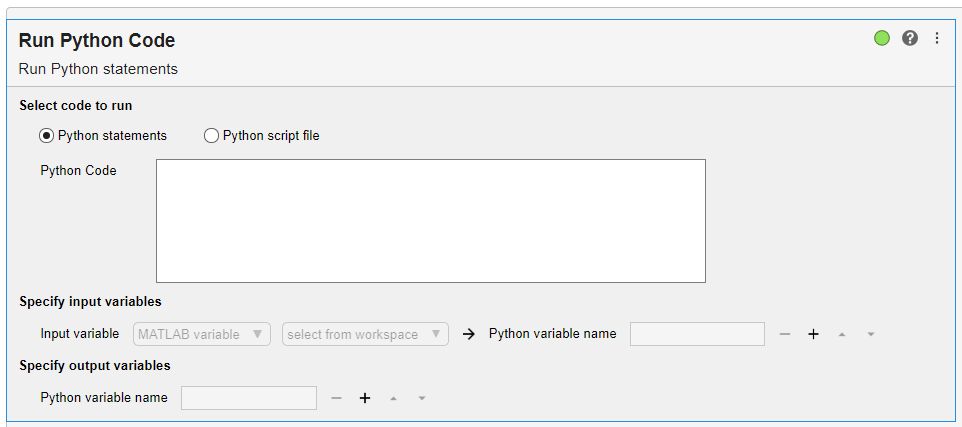 Run Python Code
Run Python statements
Select code to run
Python statements Python script file
Python Code
Specify input variables
Input variable MATLAB variable select from workspace Python variable name
Specify output variables
Python variable name